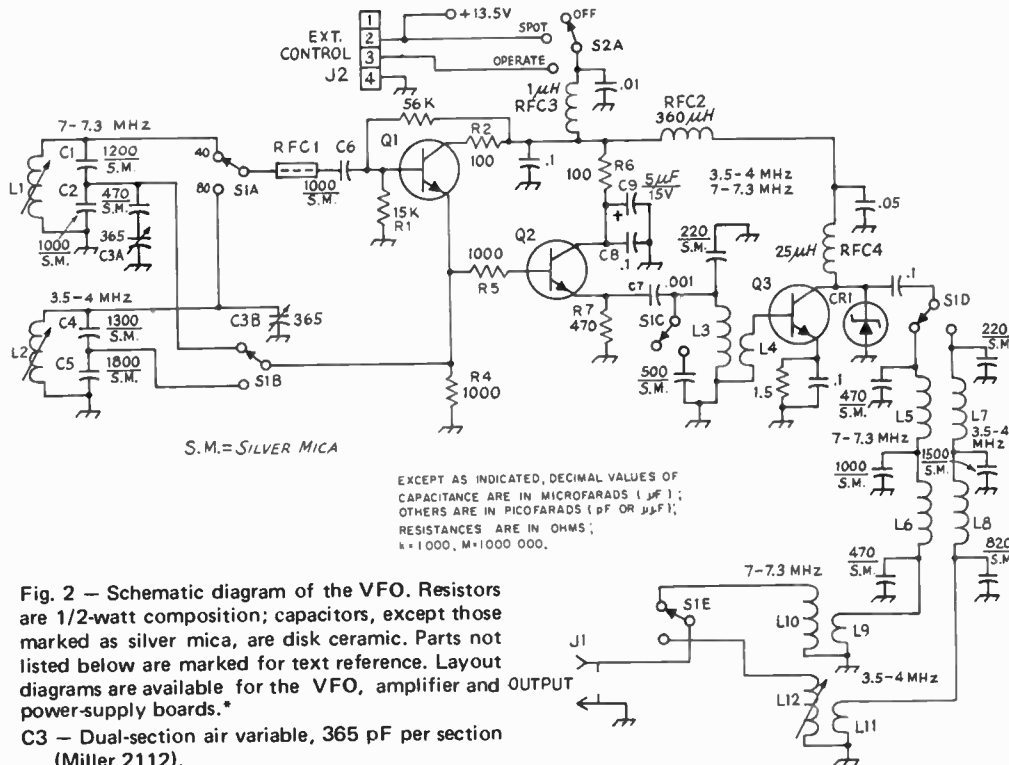 1
2
3
4
EXT.
CONTROL
J2
+13.5V
SPOT
OPERATE
OFF
S2A
.01
1µH
RFC3
RFC2
360µH
7-7.3 MHz
C1
1200
S.M.
L1
C2
470
S.M.
1000
S.M.
365
C3A
40
80
S1A
RFC1
C6
1000
S.M.
56K
Q1
R2
100
15K
R1
.1
R6
100
C9
5µF
15V
+
C8
.1
3.5-4 MHz
7-7.3 MHz
.05
25µH
RFC4
3.5-4 MHz
C4
1300
S.M.
L2
C5
1800
S.M.
C3B
365
S1B
R4
1000
1000
R5
Q2
R7
470
C7
.001
S1C
500
S.M.
220
S.M.
L3
L4
Q3
1.5
.1
CR1
.1
S1D
220
S.M.
470
S.M.
L5
L7
7-7.3 MHz
3.5-4
MHz
1000
S.M.
1500
S.M.
L6
L8
470
S.M.
820
S.M.
S.M.=SILVER MICA
EXCEPT AS INDICATED, DECIMAL VALUES OF
CAPACITANCE ARE IN MICROFARADS (µF);
OTHERS ARE IN PICOFARADS (pF OR µµF);
RESISTANCES ARE IN OHMS;
k=1000, M=1000 000.
7-7.3 MHz
S1E
L10
L9
J1
OUTPUT
3.5-4 MHz
L12
L11
Fig. 2 — Schematic diagram of the VFO. Resistors
are 1/2-watt composition; capacitors, except those
marked as silver mica, are disk ceramic. Parts not
listed below are marked for text reference. Layout
diagrams are available for the VFO, amplifier and
power-supply boards.*
C3 — Dual-section air variable, 365 pF per section
(Miller 2112).